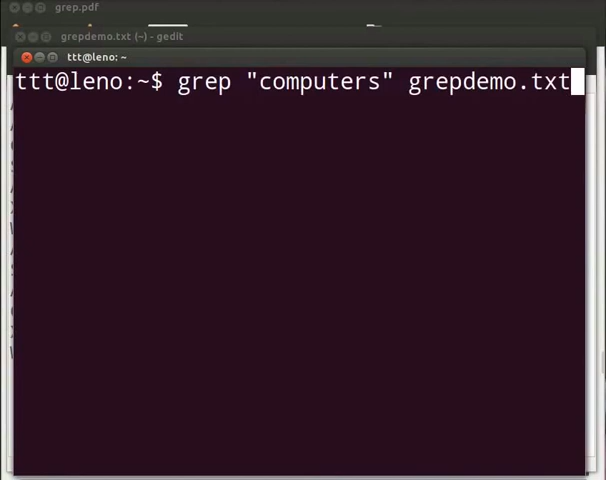 grep.pdf
grepdemo.txt (~) - gedit
ttt@leno: ~
ttt@leno:~$ grep "computers" grepdemo.txt